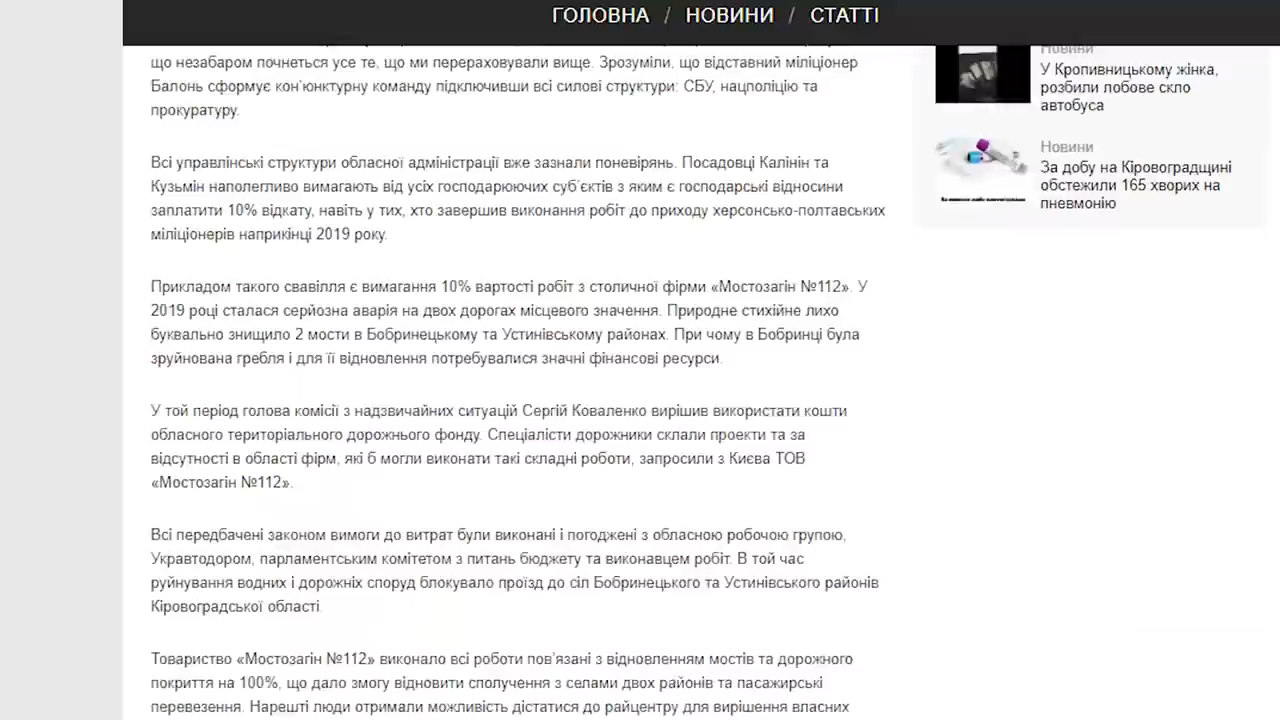 ГОЛОВНА / НОВИНИ / СТАТТІ
що незабаром почнеться усе те, що ми перераховували вище. Зрозуміли, що відставний міліціонер
Балонь сформує кон'юнктурну команду підключивши всі силові структури: СБУ, нацполіцію та
прокуратуру.
Всі управлінські структури обласної адміністрації вже зазнали поневірянь. Посадовці Калінін та
Кузьмін наполегливо вимагають від усіх господарюючих суб'єктів з яким є господарські відносини
заплатити 10% відкату, навіть у тих, хто завершив виконання робіт до приходу херсонсько-полтавських
міліціонерів наприкінці 2019 року.
Прикладом такого свавілля є вимагання 10% вартості робіт з столичної фірми «Мостозагін №112». У
2019 році сталася серйозна аварія на двох дорогах місцевого значення. Природне стихійне лихо
буквально знищило 2 мости в Бобринецькому та Устинівському районах. При чому в Бобринці була
зруйнована гребля і для її відновлення потребувалися значні фінансові ресурси.
У той період голова комісії з надзвичайних ситуацій Сергій Коваленко вирішив використати кошти
обласного територіального дорожнього фонду. Спеціалісти дорожники склали проекти та за
відсутності в області фірм, які б могли виконати такі складні роботи, запросили з Києва ТОВ
«Мостозагін №112».
Всі передбачені законом вимоги до витрат були виконані і погоджені з обласною робочою групою,
Укравтодором, парламентським комітетом з питань бюджету та виконавцем робіт. В той час
руйнування водних і дорожніх споруд блокувало проїзд до сіл Бобринецького та Устинівського районів
Кіровоградської області.
Товариство «Мостозагін №112» виконало всі роботи пов'язані з відновленням мостів та дорожного
покриття на 100%, що дало змогу відновити сполучення з селами двох районів та пасажирські
перевезення. Нарешті люди отримали можливість дістатися до райцентру для вирішення власних
Новини
У Кропивницькому жінка,
розбили лобове скло
автобуса
Новини
За добу на Кіровоградщині
обстежили 165 хворих на
пневмонію